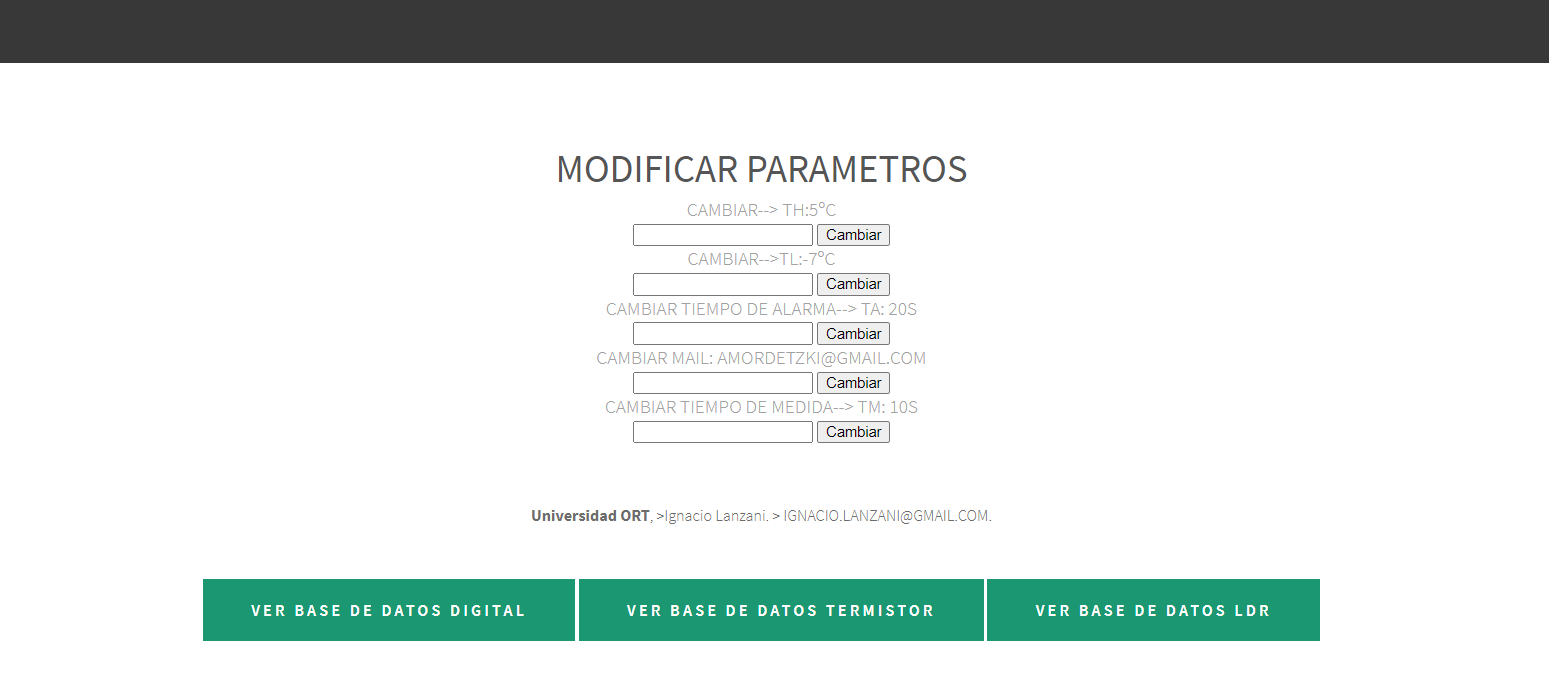 MODIFICAR PARAMETROS
CAMBIAR--> TH:5ºC
Cambiar
CAMBIAR-->TL:-7ºC
Cambiar
CAMBIAR TIEMPO DE ALARMA--> TA: 20S
Cambiar
CAMBIAR MAIL: AMORDETZKI@GMAIL.COM
Cambiar
CAMBIAR TIEMPO DE MEDIDA--> TM: 10S
Cambiar
Universidad ORT, >Ignacio Lanzani. > IGNACIO.LANZANI@GMAIL.COM.
VER BASE DE DATOS DIGITAL
VER BASE DE DATOS TERMISTOR
VER BASE DE DATOS LDR